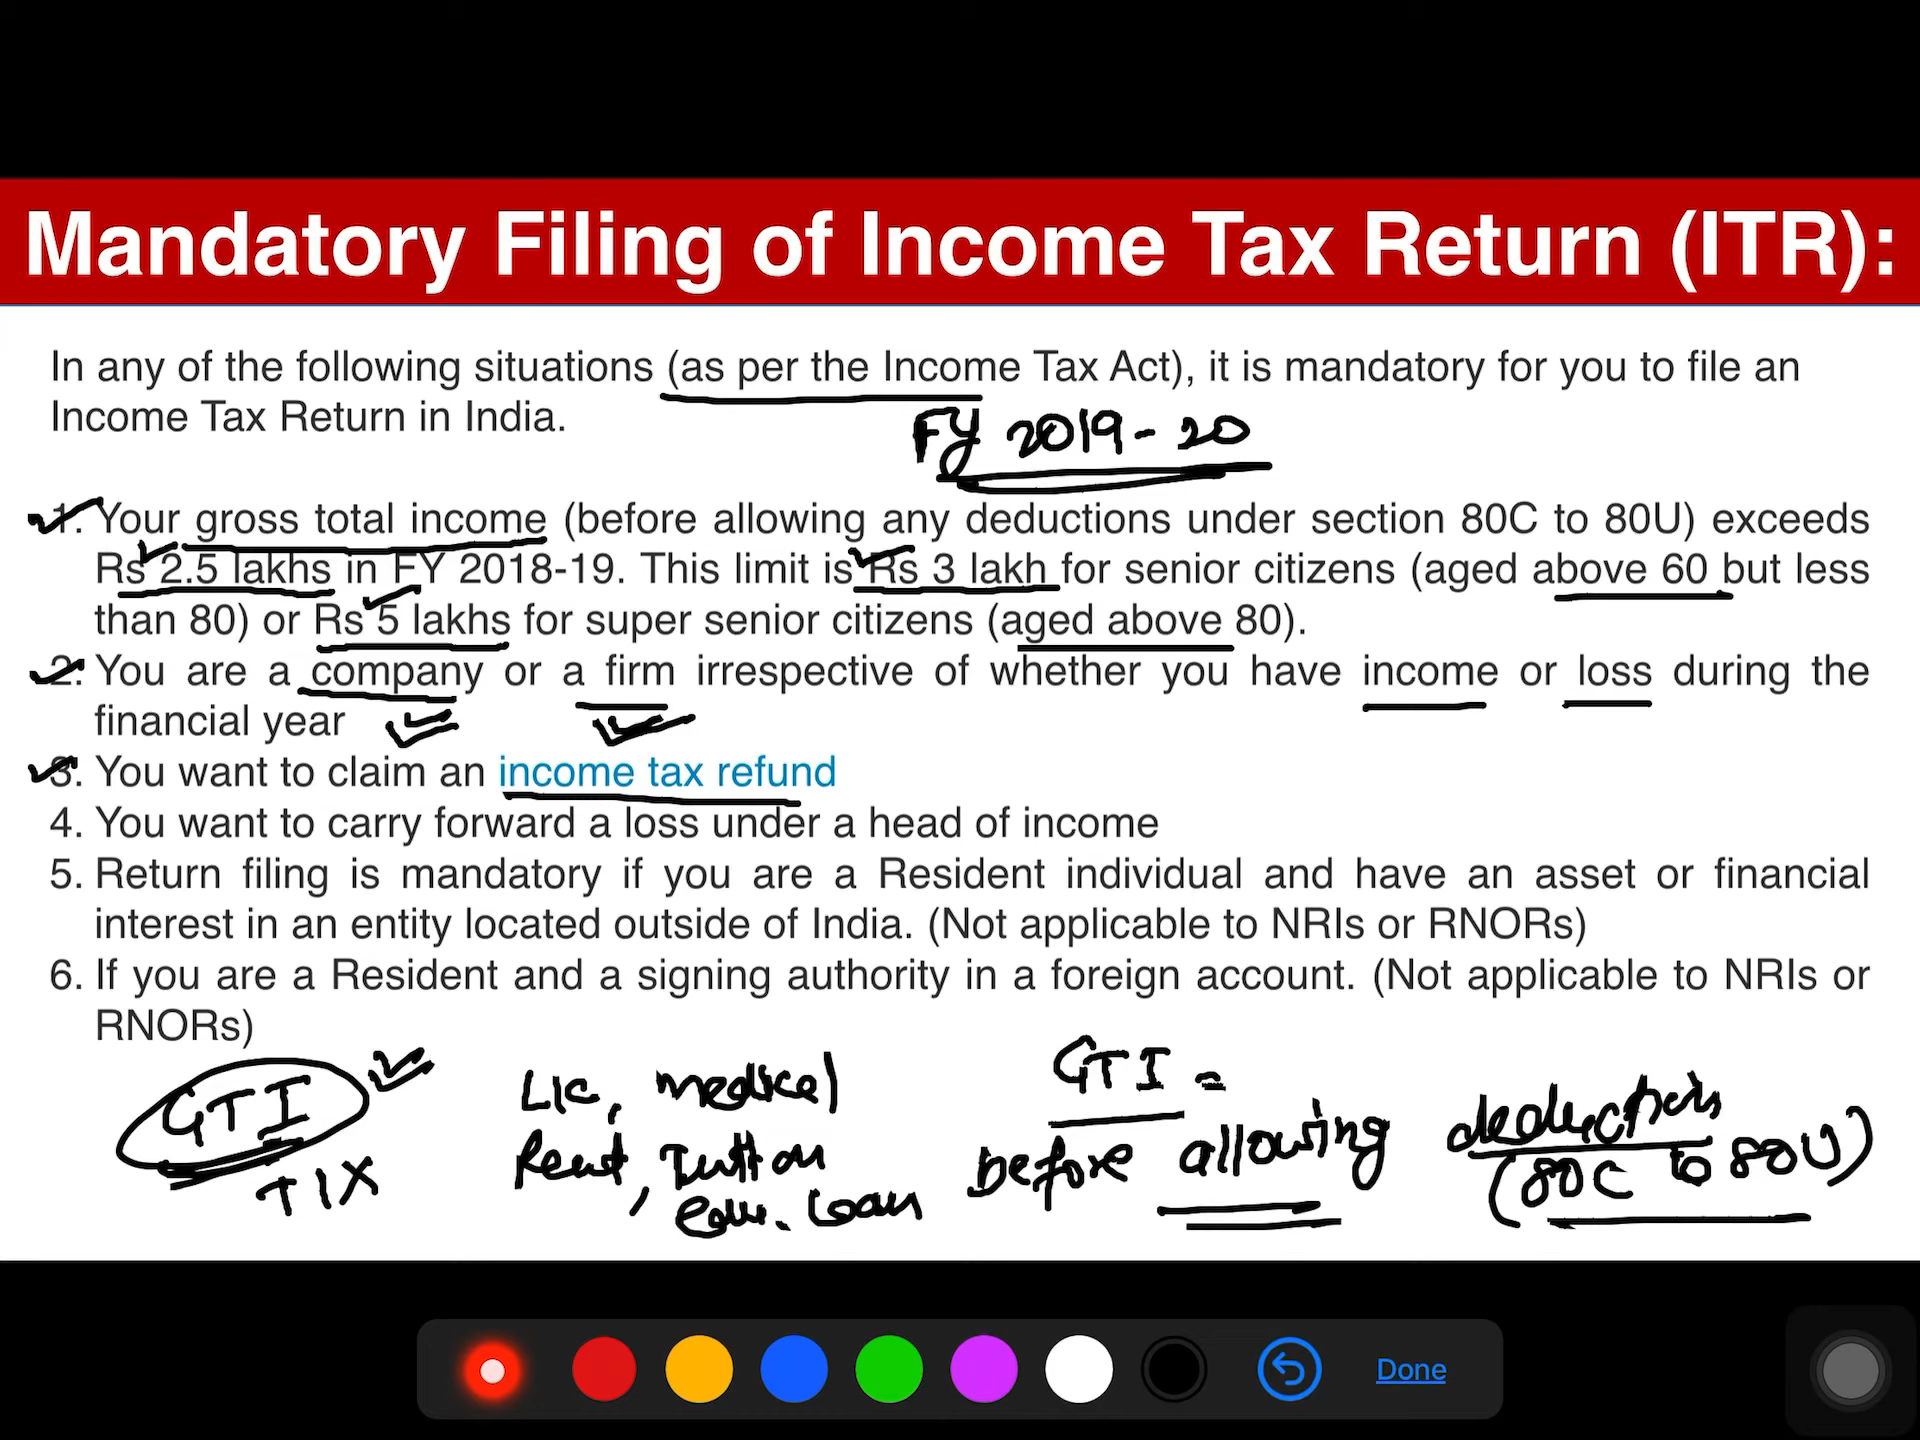 Mandatory Filing of Income Tax Return (ITR):
In any of the following situations (as per the Income Tax Act), it is mandatory for you to file an
Income Tax Return in India.
FY 2019-20
1. Your gross total income (before allowing any deductions under section 80C to 80U) exceeds
Rs 2.5 lakhs in FY 2018-19. This limit is Rs 3 lakh for senior citizens (aged above 60 but less
than 80) or Rs 5 lakhs for super senior citizens (aged above 80).
2. You are a company or a firm irrespective of whether you have income or loss during the
financial year
3. You want to claim an income tax refund
4. You want to carry forward a loss under a head of income
5. Return filing is mandatory if you are a Resident individual and have an asset or financial
interest in an entity located outside of India. (Not applicable to NRIs or RNORs)
6. If you are a Resident and a signing authority in a foreign account. (Not applicable to NRIs or
RNORs)
GTI
TIX
LIC, medical
Rent, Tution
edu. Loan
GTI =
before allowing deductions
(80C to 80U)
Done